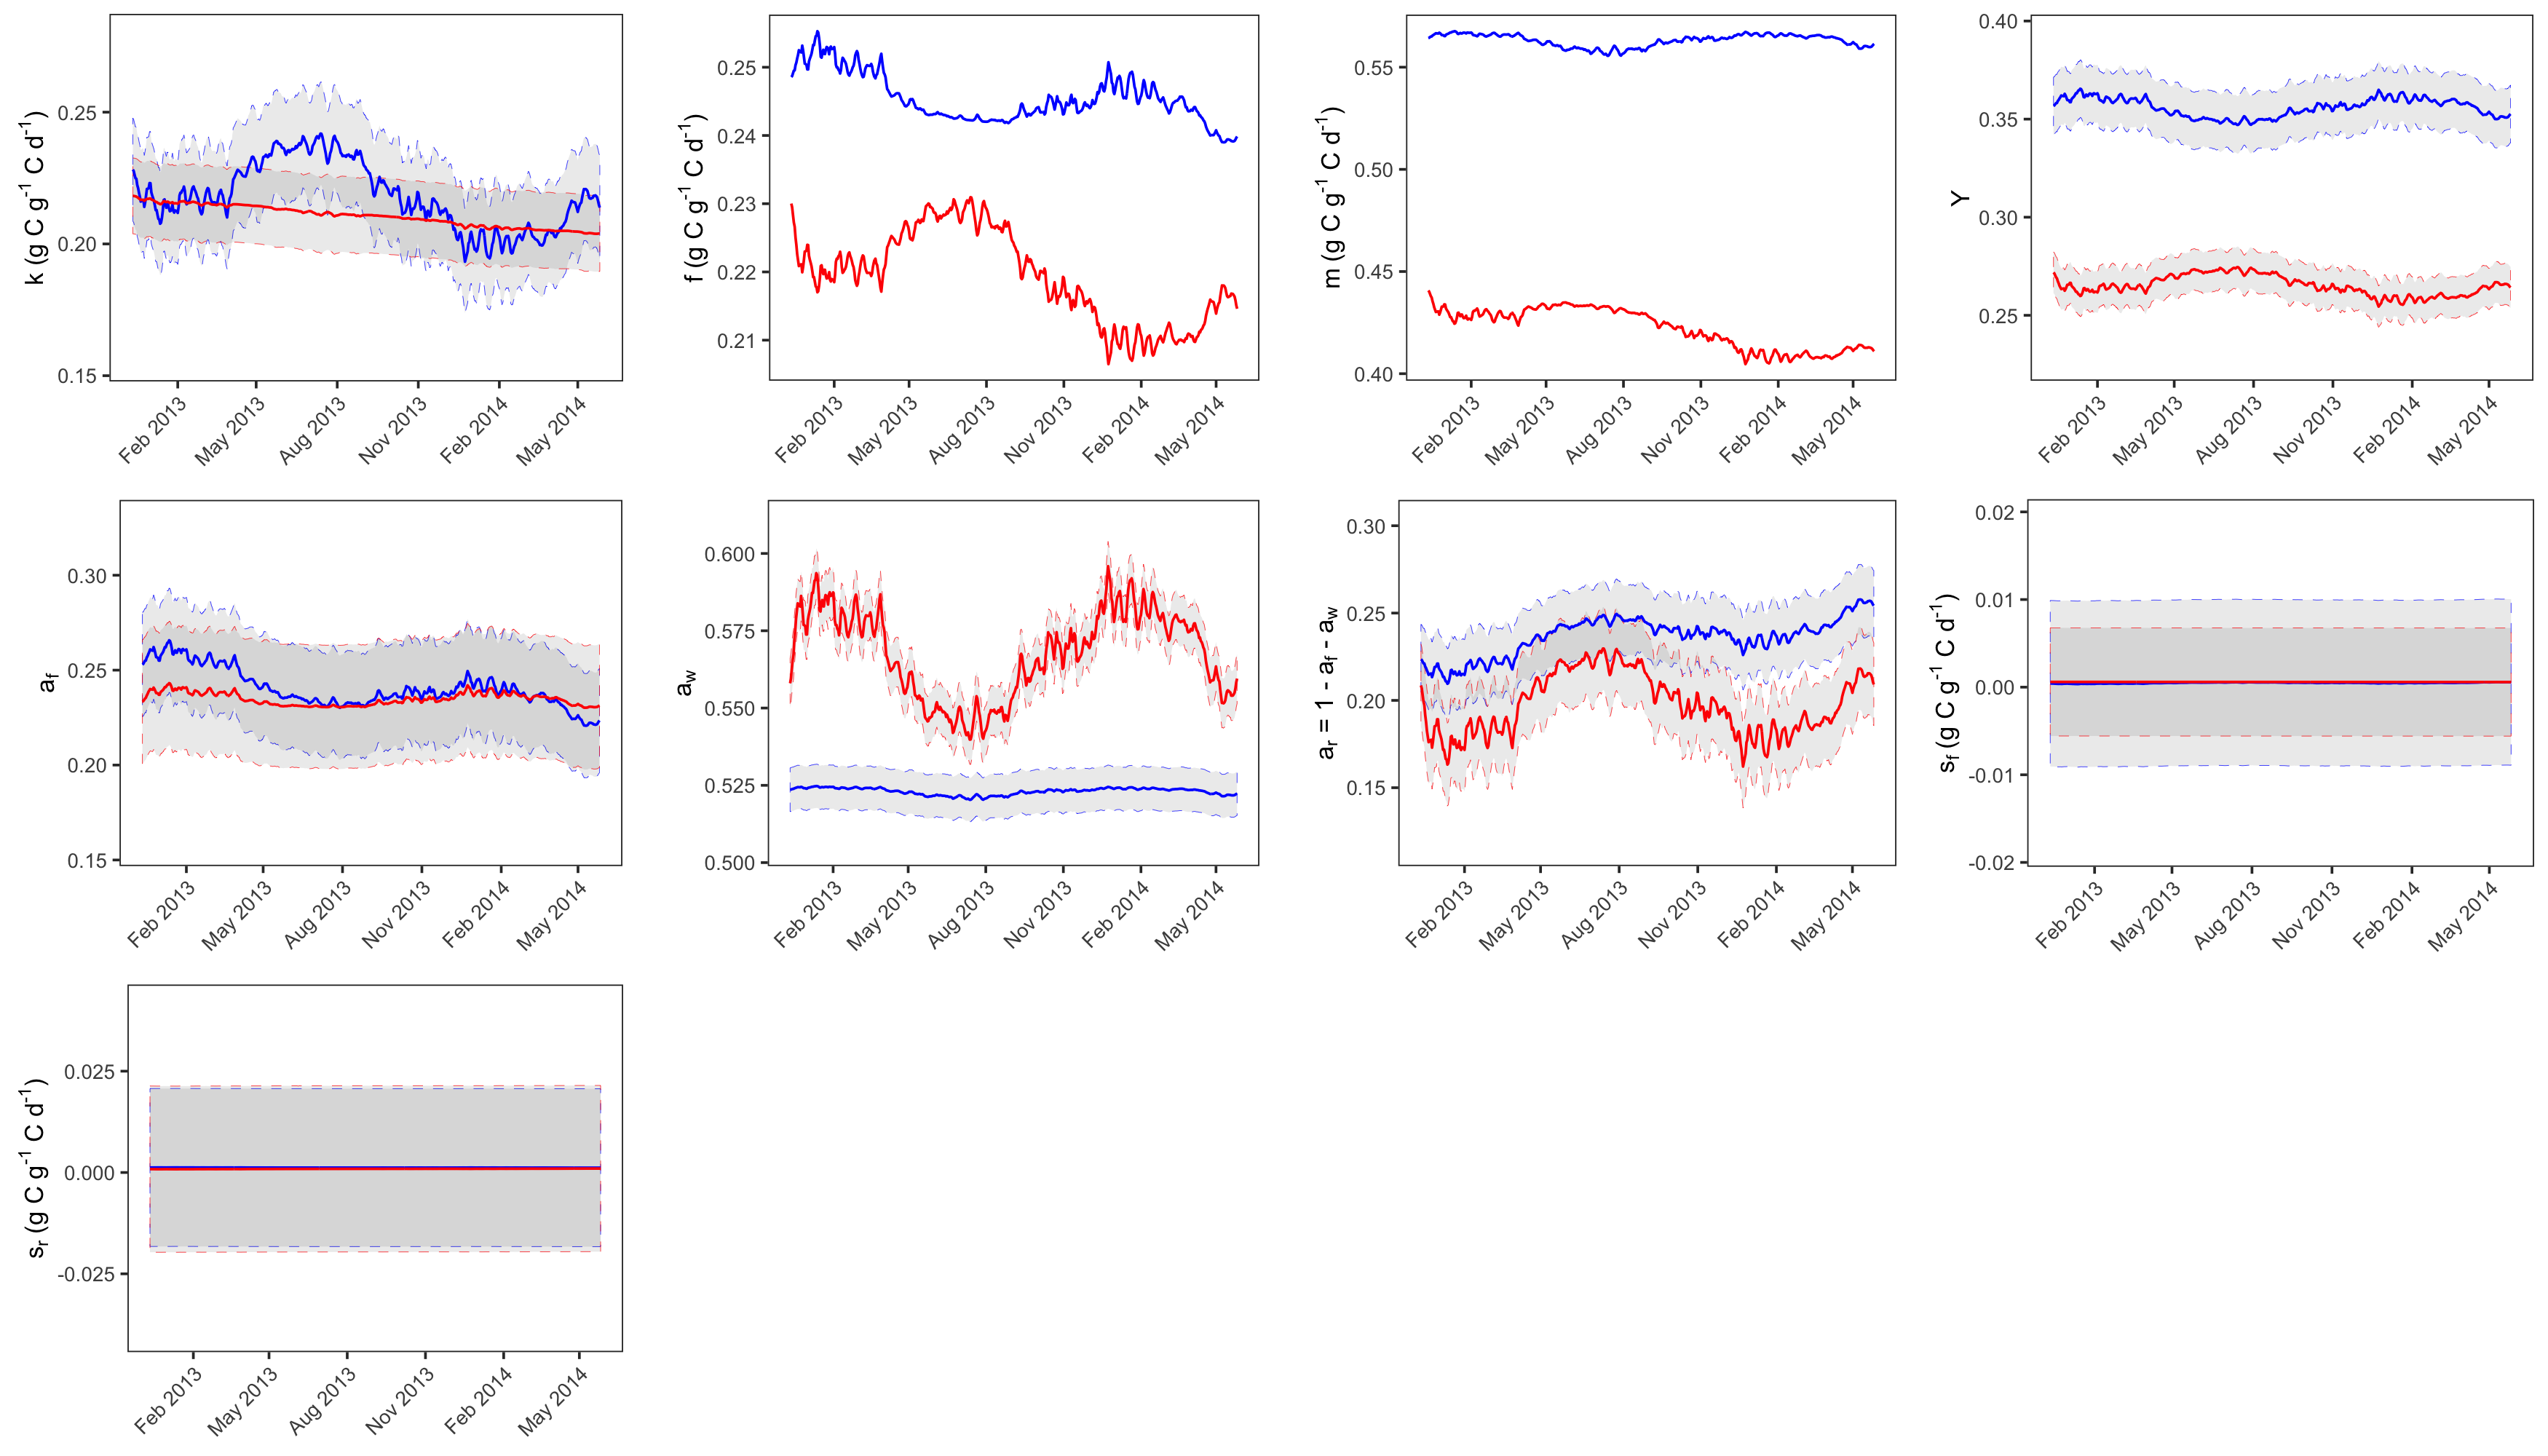 k (g C g⁻¹ C d⁻¹)
0.25
0.20
0.15
Feb 2013
May 2013
Aug 2013
Nov 2013
Feb 2014
May 2014
f (g C g⁻¹ C d⁻¹)
0.25
0.24
0.23
0.22
0.21
Feb 2013
May 2013
Aug 2013
Nov 2013
Feb 2014
May 2014
m (g C g⁻¹ C d⁻¹)
0.55
0.50
0.45
0.40
Feb 2013
May 2013
Aug 2013
Nov 2013
Feb 2014
May 2014
Y
0.40
0.35
0.30
0.25
Feb 2013
May 2013
Aug 2013
Nov 2013
Feb 2014
May 2014
a_f
0.30
0.25
0.20
0.15
Feb 2013
May 2013
Aug 2013
Nov 2013
Feb 2014
May 2014
a_w
0.600
0.575
0.550
0.525
0.500
Feb 2013
May 2013
Aug 2013
Nov 2013
Feb 2014
May 2014
a_r = 1 - a_f - a_w
0.30
0.25
0.20
0.15
Feb 2013
May 2013
Aug 2013
Nov 2013
Feb 2014
May 2014
s_f (g C g⁻¹ C d⁻¹)
0.02
0.01
0.00
-0.01
-0.02
Feb 2013
May 2013
Aug 2013
Nov 2013
Feb 2014
May 2014
s_r (g C g⁻¹ C d⁻¹)
0.025
0.000
-0.025
Feb 2013
May 2013
Aug 2013
Nov 2013
Feb 2014
May 2014